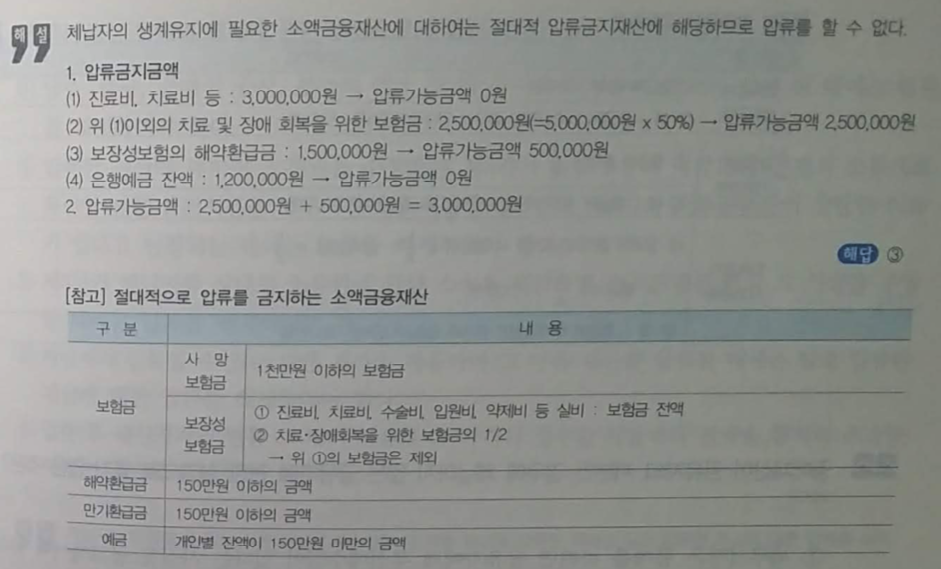 해설
체납자의 생계유지에 필요한 소액금융재산에 대하여는 절대적 압류금지재산에 해당하므로 압류를 할 수 없다.
1. 압류금지금액
(1) 진료비, 치료비 등 : 3,000,000원 → 압류가능금액 0원
(2) 위 (1)이외의 치료 및 장애 회복을 위한 보험금 : 2,500,000원(=5,000,000원 x 50%) → 압류가능금액 2,500,000원
(3) 보장성보험의 해약환급금 : 1,500,000원 → 압류가능금액 500,000원
(4) 은행예금 잔액 : 1,200,000원 → 압류가능금액 0원
2. 압류가능금액 : 2,500,000원 + 500,000원 = 3,000,000원
해답 ③
[참고] 절대적으로 압류를 금지하는 소액금융재산
구 분 내 용
보험금 사 망 보험금 1천만원 이하의 보험금
보장성 보험금 ① 진료비, 치료비, 수술비, 입원비, 약제비 등 실비 : 보험금 전액
② 치료·장애회복을 위한 보험금의 1/2
→ 위 ①의 보험금은 제외
해약환급금 150만원 이하의 금액
만기환급금 150만원 이하의 금액
예금 개인별 잔액이 150만원 미만의 금액